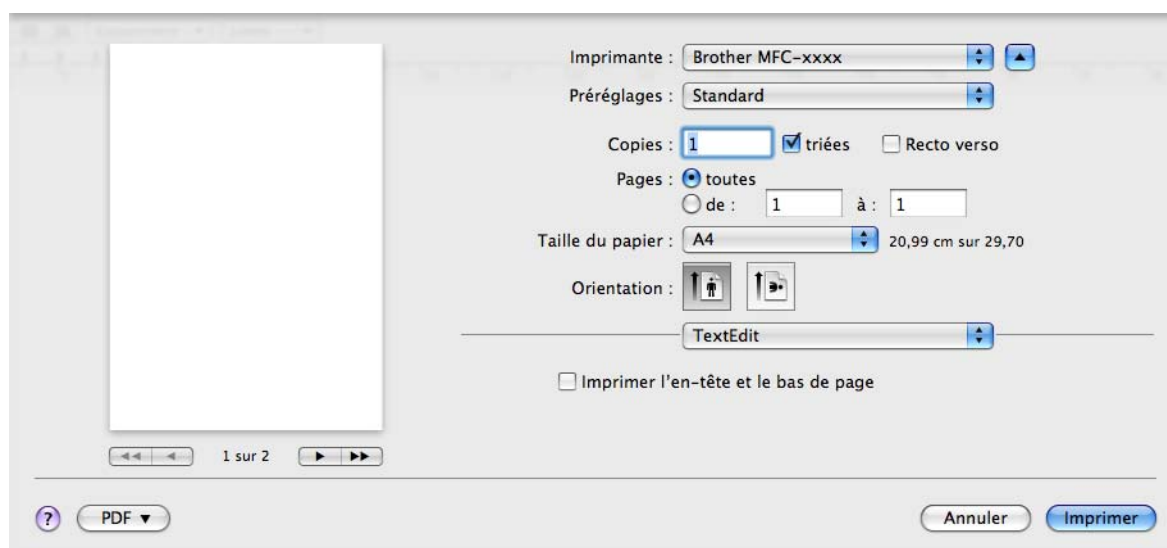 Imprimante : Brother MFC-xxxx
Préréglages : Standard
Copies : 1 triées Recto verso
Pages : toutes
de : 1 à : 1
Taille du papier : A4 20,99 cm sur 29,70
Orientation :
TextEdit
Imprimer l'en-tête et le bas de page
1 sur 2
? PDF Annuler Imprimer